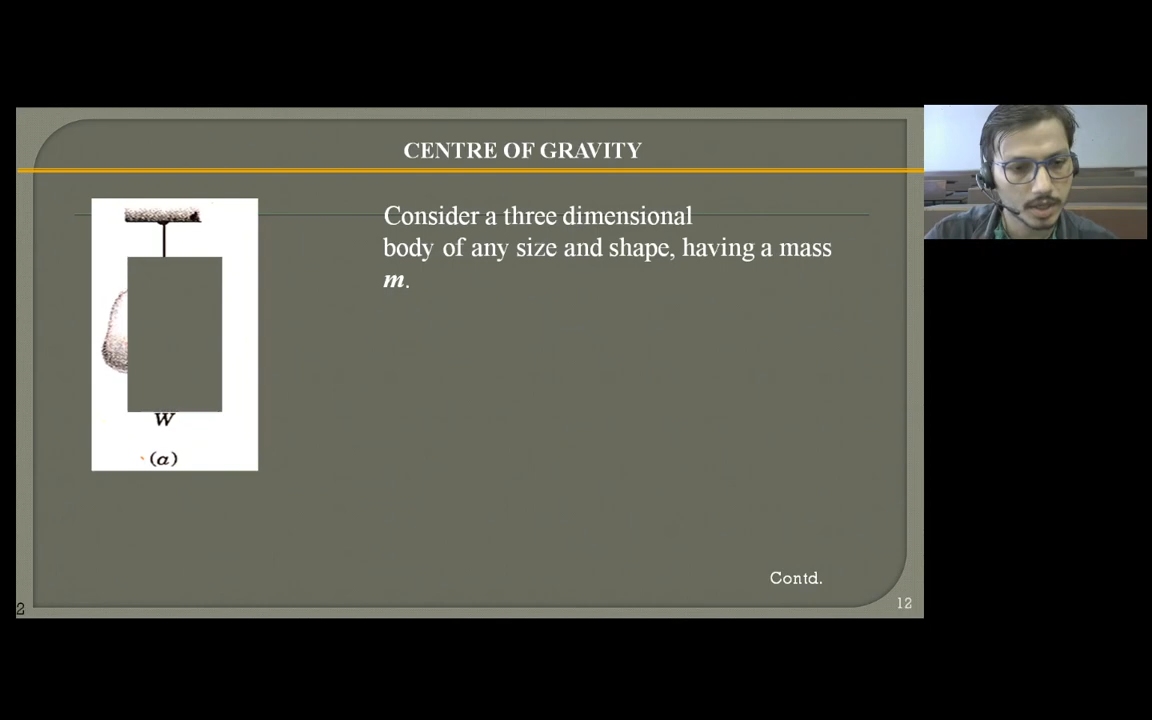 CENTRE OF GRAVITY
Consider a three dimensional
body of any size and shape, having a mass
m.
W
(a)
Contd.
2
12